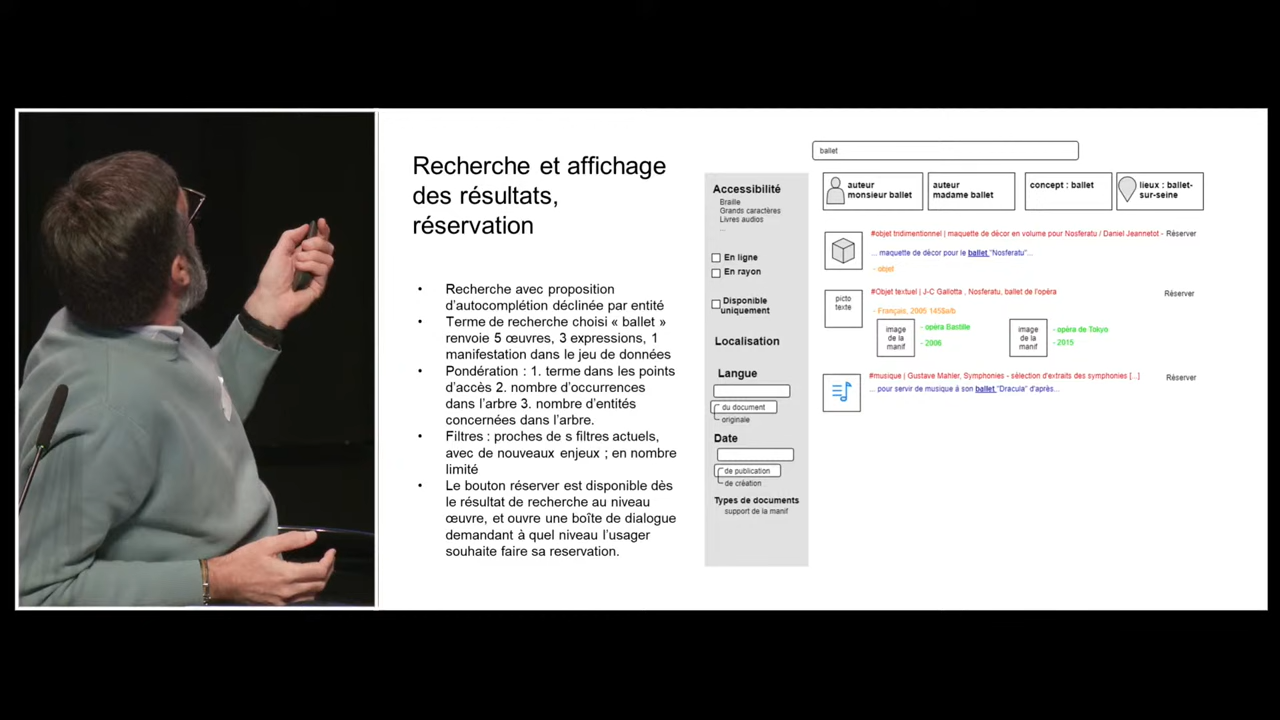 Recherche et affichage
des résultats,
réservation
• Recherche avec proposition
d'autocomplétion déclinée par entité
• Terme de recherche choisi « ballet »
renvoie 5 œuvres, 3 expressions, 1
manifestation dans le jeu de données
• Pondération : 1. terme dans les points
d'accès 2. nombre d'occurrences
dans l'arbre 3. nombre d'entités
concernées dans l'arbre.
• Filtres : proches de s filtres actuels,
avec de nouveaux enjeux ; en nombre
limité
• Le bouton réserver est disponible dès
le résultat de recherche au niveau
œuvre, et ouvre une boîte de dialogue
demandant à quel niveau l'usager
souhaite faire sa reservation.
Accessibilité
Braille
Grands caractères
Livres audios
...
En ligne
En rayon
Disponible
uniquement
Localisation
Langue
du document
originale
Date
de publication
de création
Types de documents
support de la manif
ballet
auteur
monsieur ballet
auteur
madame ballet
concept : ballet
lieux : ballet-
sur-seine
#objet tridimentionnel | maquette de décor en volume pour Nosferatu / Daniel Jeannetot - Réserver
... maquette de décor pour le ballet "Nosferatu"...
- objet
picto
texte
#Objet textuel | J-C Gallotta , Nosferatu, ballet de l'opéra
Réserver
- Français, 2005 145$a/b
image
de la
manif
- opéra Bastille
- 2006
image
de la
manif
- opéra de Tokyo
- 2015
#musique | Gustave Mahler, Symphonies - sélection d'extraits des symphonies [...]
Réserver
... pour servir de musique à son ballet "Dracula" d'après...